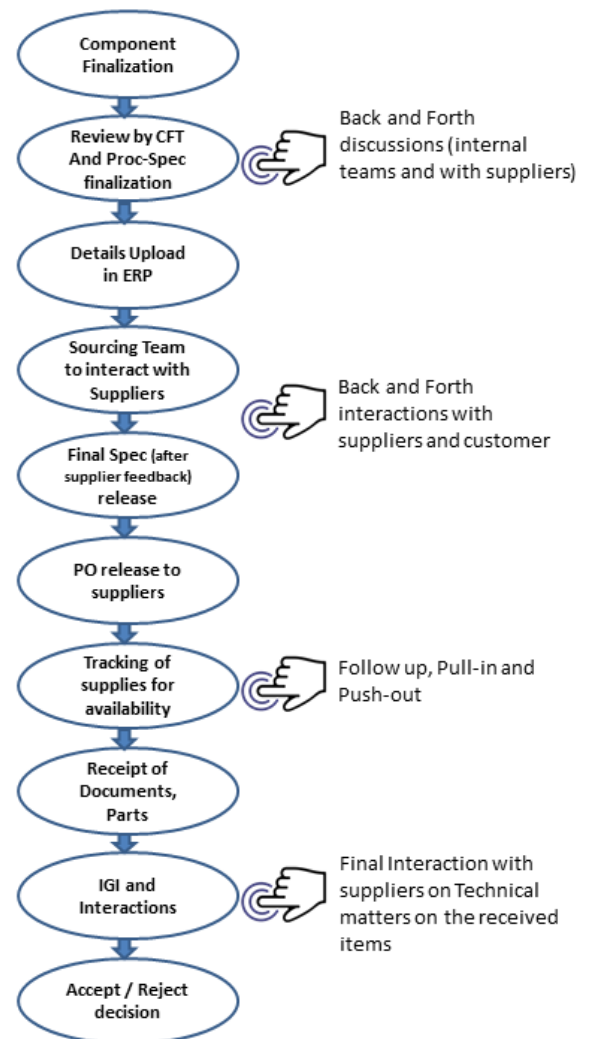 Component
Finalization
Review by CFT
And Proc-Spec
finalization
Back and Forth
discussions (internal
teams and with suppliers)
Details Upload
in ERP
Sourcing Team
to interact with
Suppliers
Back and Forth
interactions with
suppliers and customer
Final Spec (after
supplier feedback)
release
PO release to
suppliers
Tracking of
supplies for
availability
Follow up, Pull-in and
Push-out
Receipt of
Documents,
Parts
IGI and
Interactions
Final Interaction with
suppliers on Technical
matters on the received
items
Accept / Reject
decision